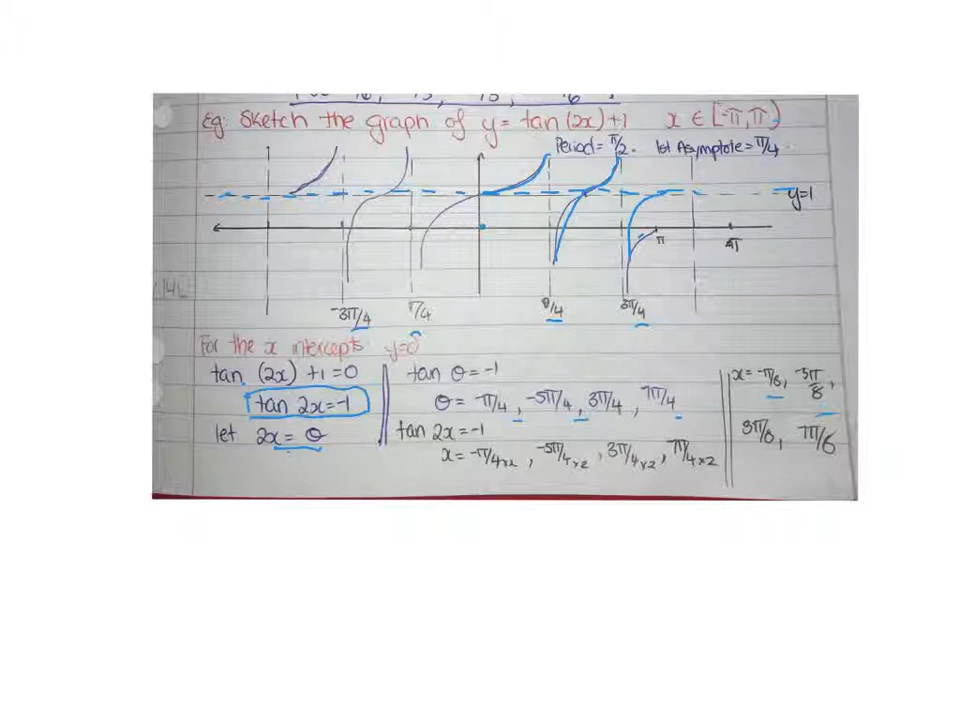 Eg: Sketch the graph of y = tan(2x)+1 x ∈ [-π,π]
Period = π/2. 1st Asymptote = π/4.
y=1
π
-3π/4 π/4 π/4 3π/4
For the x intercepts y=0
tan (2x) +1 = 0
tan 2x = -1
let 2x = θ
tan θ = -1
θ = -π/4, -5π/4, 3π/4, 7π/4
tan 2x = -1
x = -π/4×2, -5π/4×2, 3π/4×2, 7π/4×2
x = -π/8, -5π/8,
3π/8, 7π/8